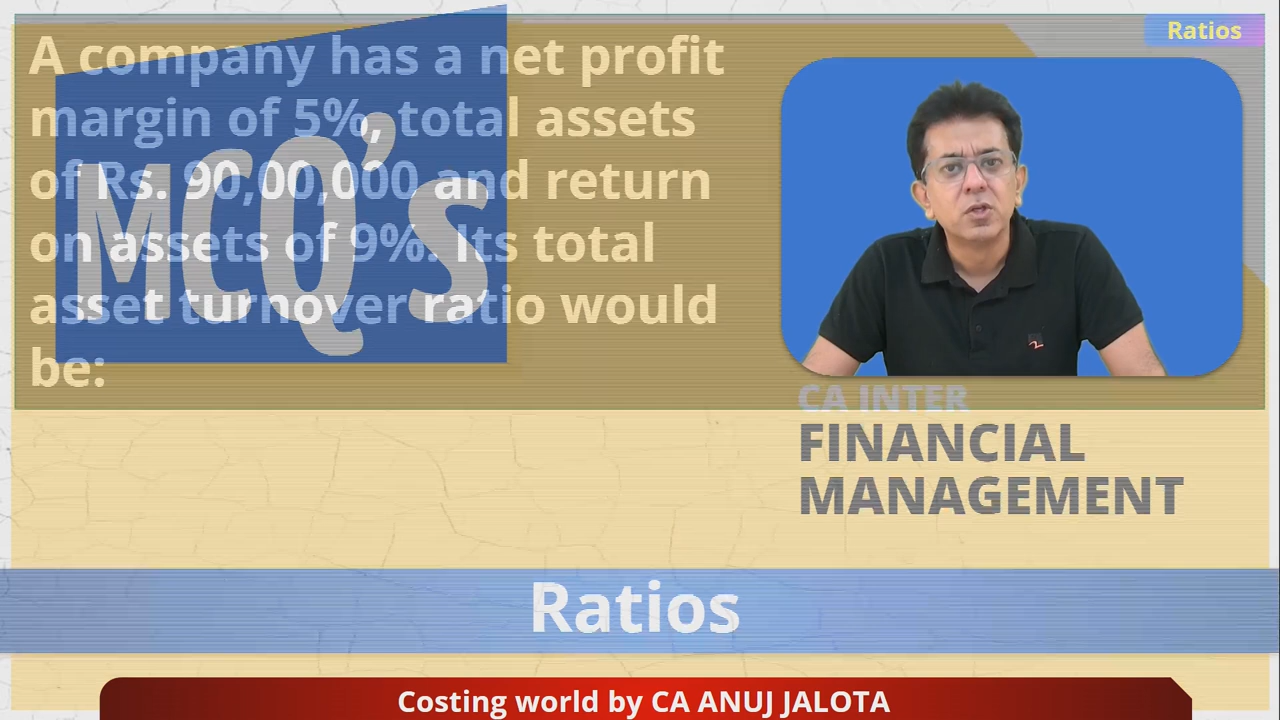 Ratios
A company has a net profit
margin of 5%, total assets
of Rs. 90,00,000 and return
on assets of 9%. Its total
asset turnover ratio would
be:
MCQ's
CA INTER
FINANCIAL
MANAGEMENT
Ratios
Costing world by CA ANUJ JALOTA